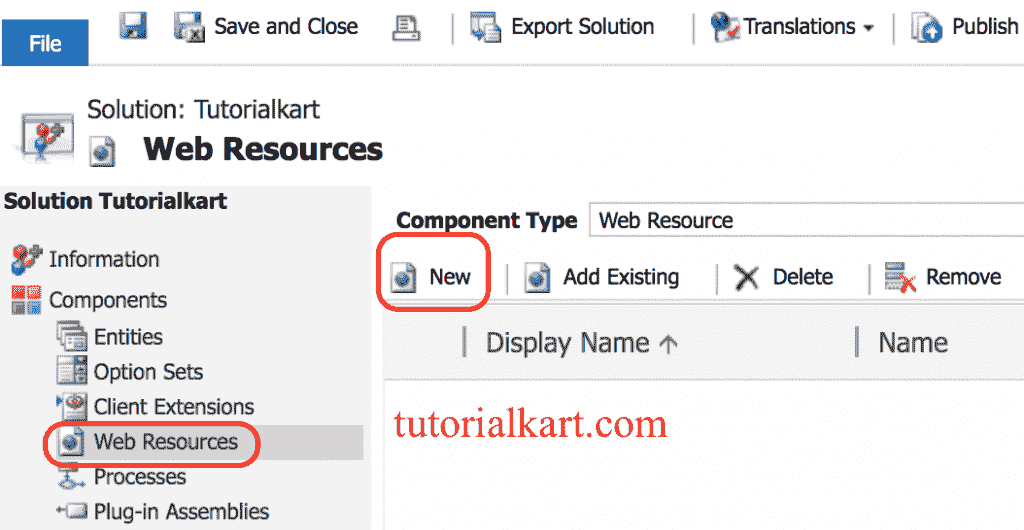 File Save and Close Export Solution Translations Publish
Solution: Tutorialkart
Web Resources
Solution Tutorialkart
Information
Components
Entities
Option Sets
Client Extensions
Web Resources
Processes
Plug-in Assemblies
Component Type Web Resource
New Add Existing Delete Remove
Display Name Name
tutorialkart.com